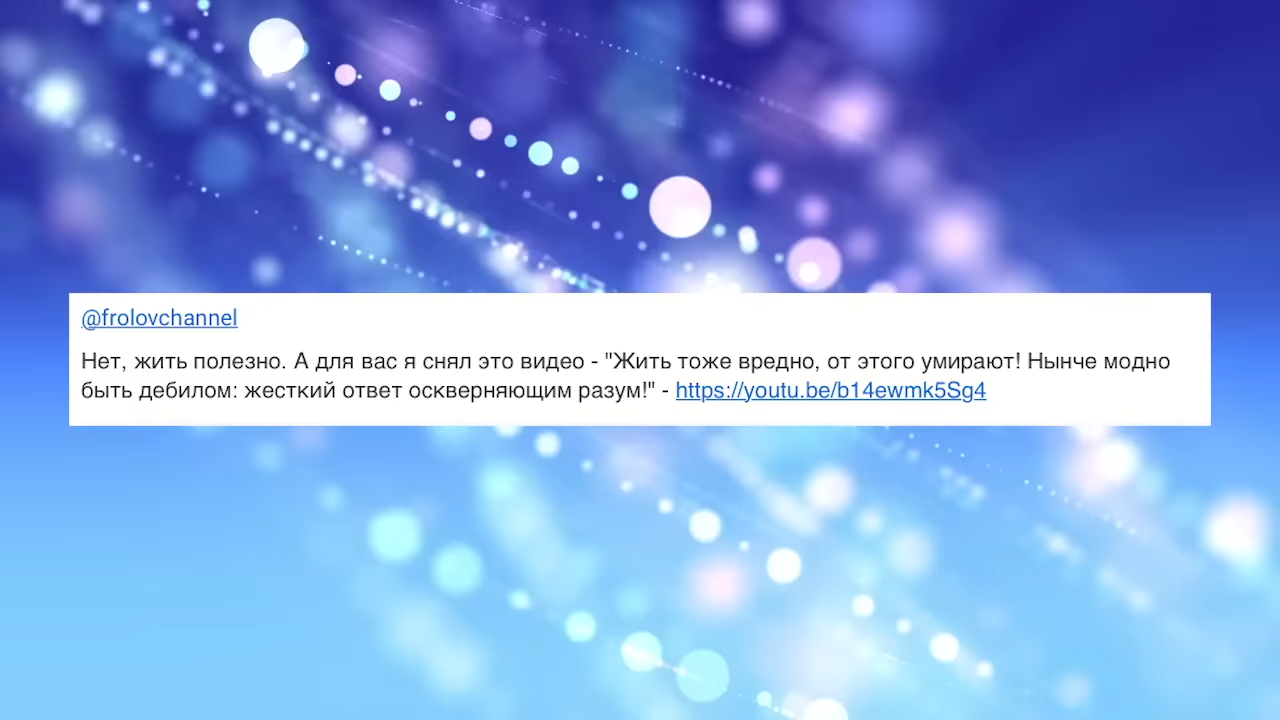 @frolovchannel
Нет, жить полезно. А для вас я снял это видео - "Жить тоже вредно, от этого умирают! Нынче модно
быть дебилом: жесткий ответ оскверняющим разум!" - https://youtu.be/b14ewmk5Sg4